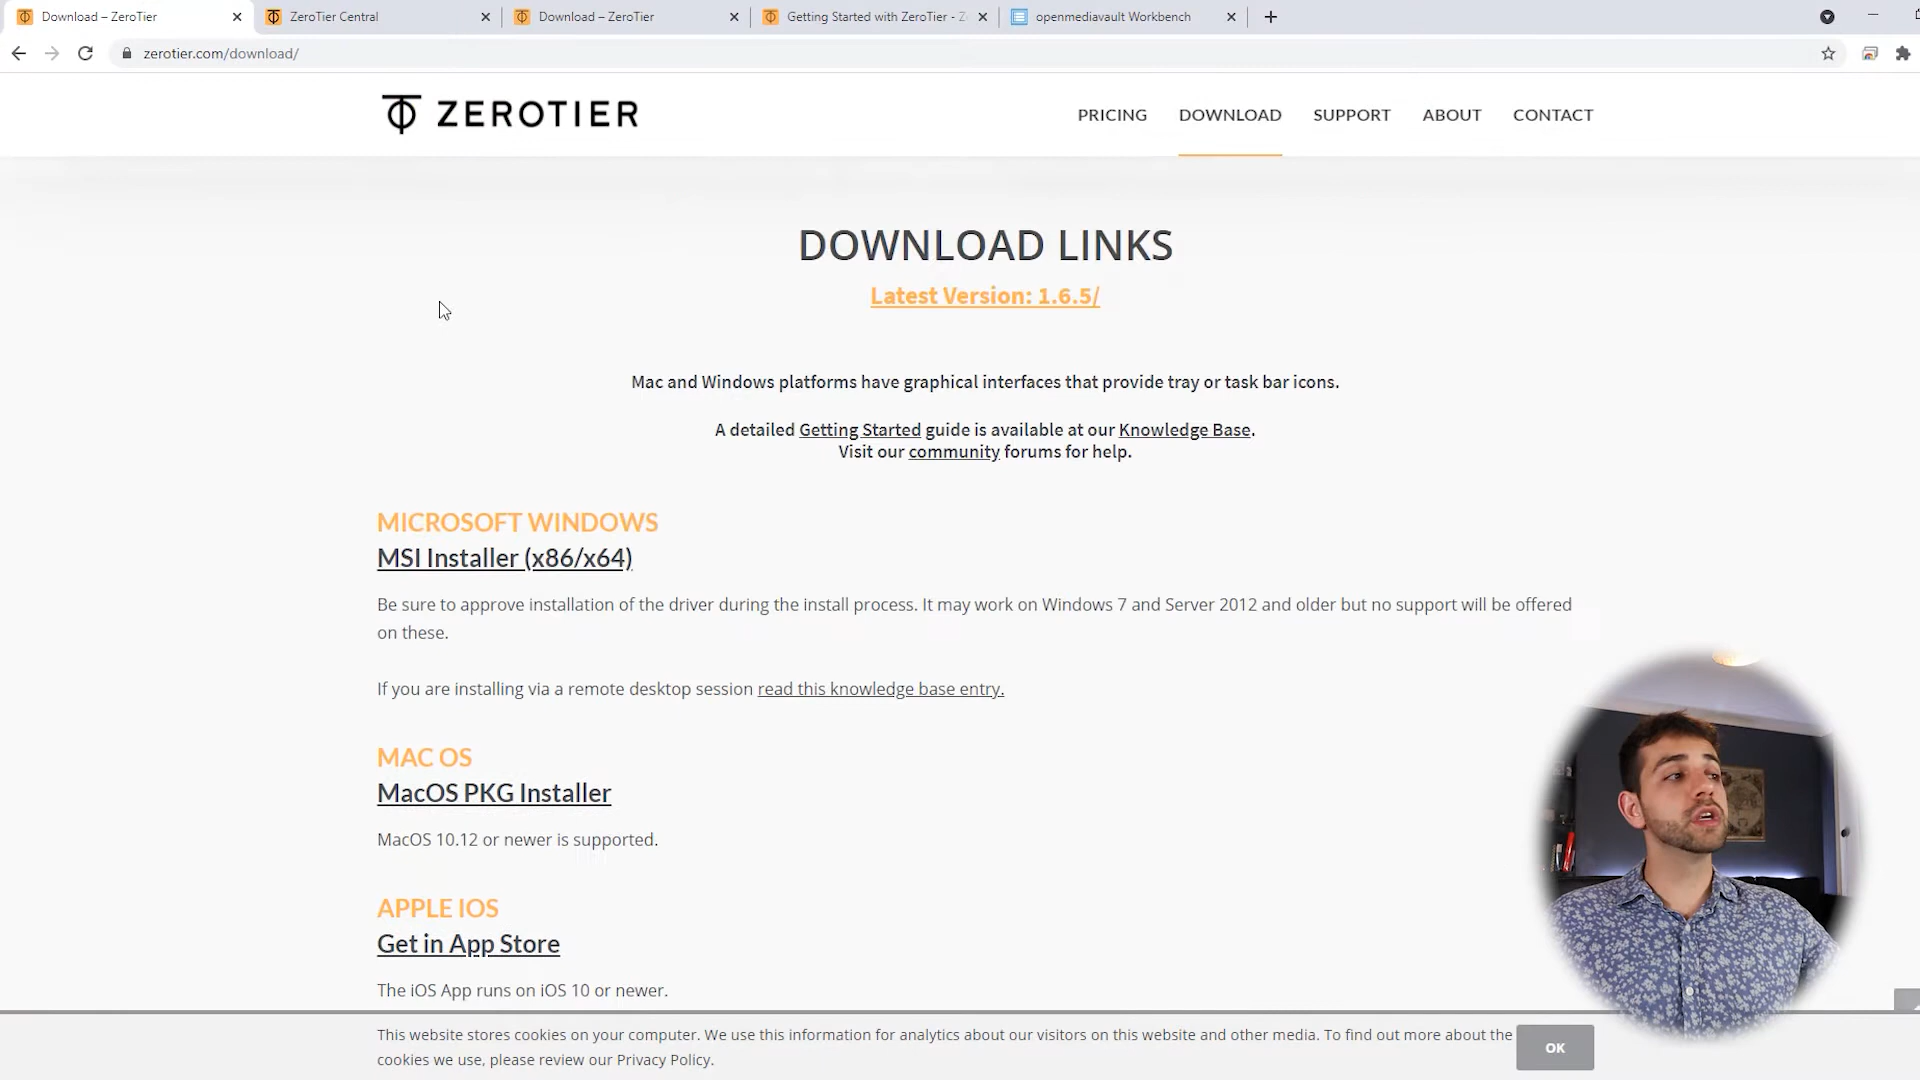 Download – ZeroTier
ZeroTier Central
Download – ZeroTier
Getting Started with ZeroTier - Z
openmediavault Workbench
zerotier.com/download/
ZEROTIER
PRICING
DOWNLOAD
SUPPORT
ABOUT
CONTACT
DOWNLOAD LINKS
Latest Version: 1.6.5/
Mac and Windows platforms have graphical interfaces that provide tray or task bar icons.
A detailed Getting Started guide is available at our Knowledge Base.
Visit our community forums for help.
MICROSOFT WINDOWS
MSI Installer (x86/x64)
Be sure to approve installation of the driver during the install process. It may work on Windows 7 and Server 2012 and older but no support will be offered
on these.
If you are installing via a remote desktop session read this knowledge base entry.
MAC OS
MacOS PKG Installer
MacOS 10.12 or newer is supported.
APPLE IOS
Get in App Store
The iOS App runs on iOS 10 or newer.
This website stores cookies on your computer. We use this information for analytics about our visitors on this website and other media. To find out more about the
cookies we use, please review our Privacy Policy.
OK